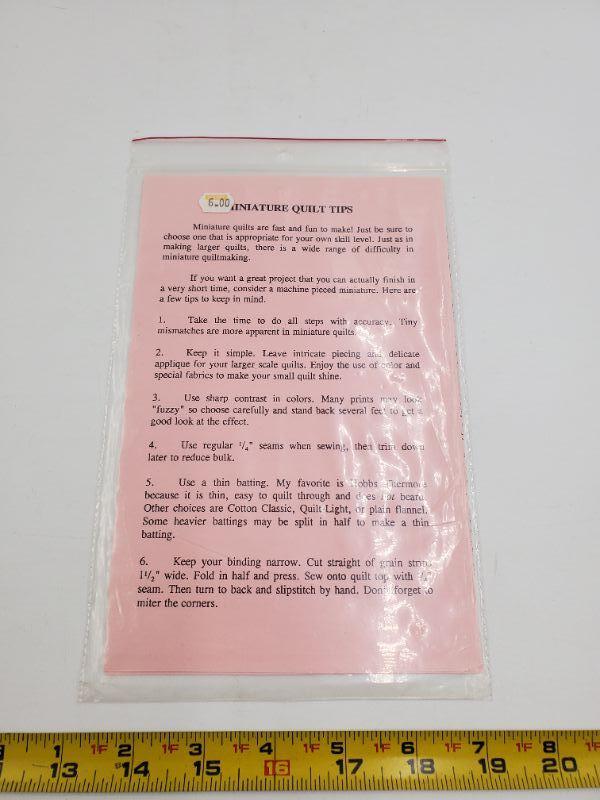 6.00
INIATURE QUILT TIPS
Miniature quilts are fast and fun to make! Just be sure to
choose one that is appropriate for your own skill level. Just as in
making larger quilts, there is a wide range of difficulty in
miniature quiltmaking.
If you want a great project that you can actually finish in
a very short time, consider a machine pieced miniature. Here are
a few tips to keep in mind.
1. Take the time to do all steps with accuracy. Tiny
mismatches are more apparent in miniature quilts.
2. Keep it simple. Leave intricate piecing and delicate
applique for your larger scale quilts. Enjoy the use of color and
special fabrics to make your small quilt shine.
3. Use sharp contrast in colors. Many prints may look
"fuzzy" so choose carefully and stand back several feet to get a
good look at the effect.
4. Use regular 1/4" seams when sewing, then trim down
later to reduce bulk.
5. Use a thin batting. My favorite is Hobbs
because it is thin, easy to quilt through and does not beard.
Other choices are Cotton Classic, Quilt Light, or plain flannel.
Some heavier battings may be split in half to make a thin
batting.
6. Keep your binding narrow. Cut straight of grain strips
1 1/2" wide. Fold in half and press. Sew onto quilt top with
seam. Then turn to back and slipstitch by hand. Don't forget to
miter the corners.
1 1F 2 1F 3 1F 4 1F 5 1F 6 1F 7 1F 8 1F
13 14 15 16 17 18 19 20